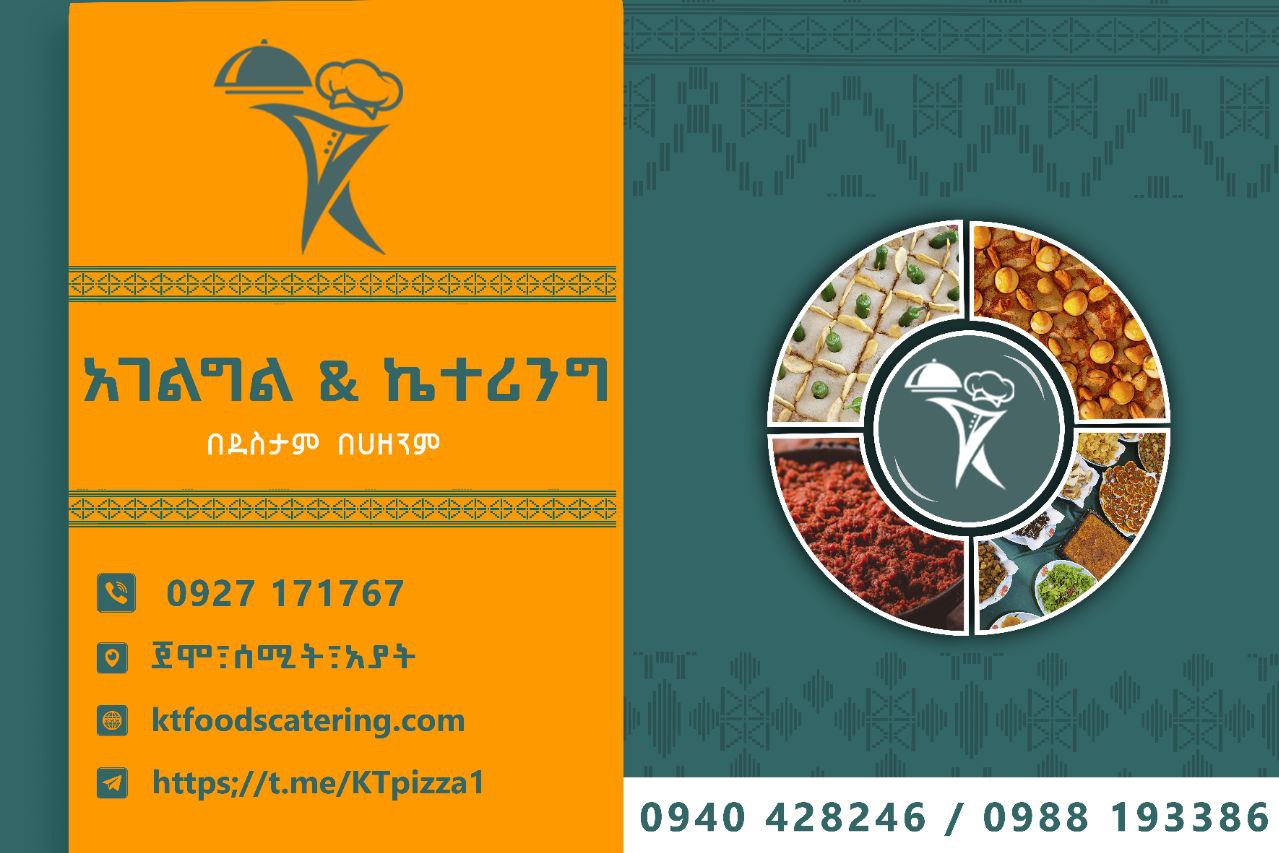 አገልግል & ኬተሪንግ
በደስታም በሀዘንም
0927 171767
ጀሞ፣ሰሚት፣አያት
ktfoodscatering.com
https;//t.me/KTpizza1
0940 428246 / 0988 193386